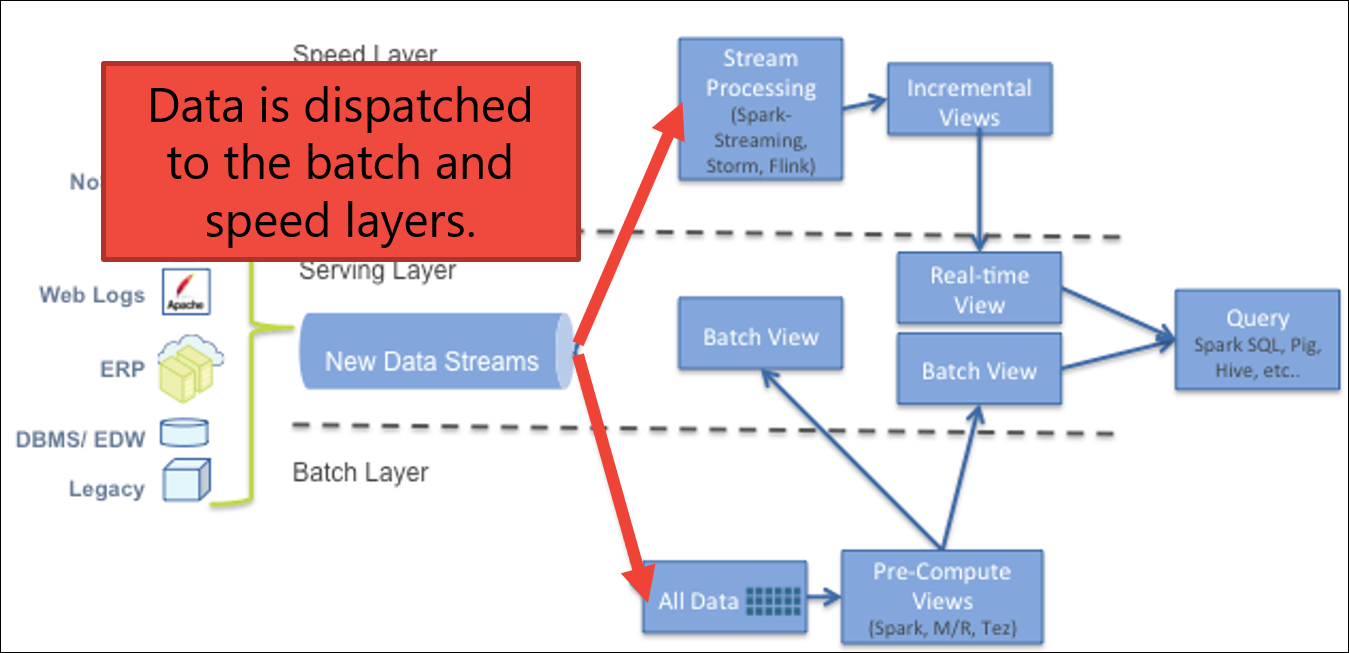 Speed Layer
Data is dispatched
to the batch and
speed layers.
Stream
Processing
(Spark-
Streaming,
Storm, Flink)
Incremental
Views
Serving Layer
Web Logs
Apache
ERP
DBMS/ EDW
Legacy
New Data Streams
Batch View
Real-time
View
Batch View
Query
Spark SQL, Pig,
Hive, etc..
Batch Layer
All Data
Pre-Compute
Views
(Spark, M/R, Tez)